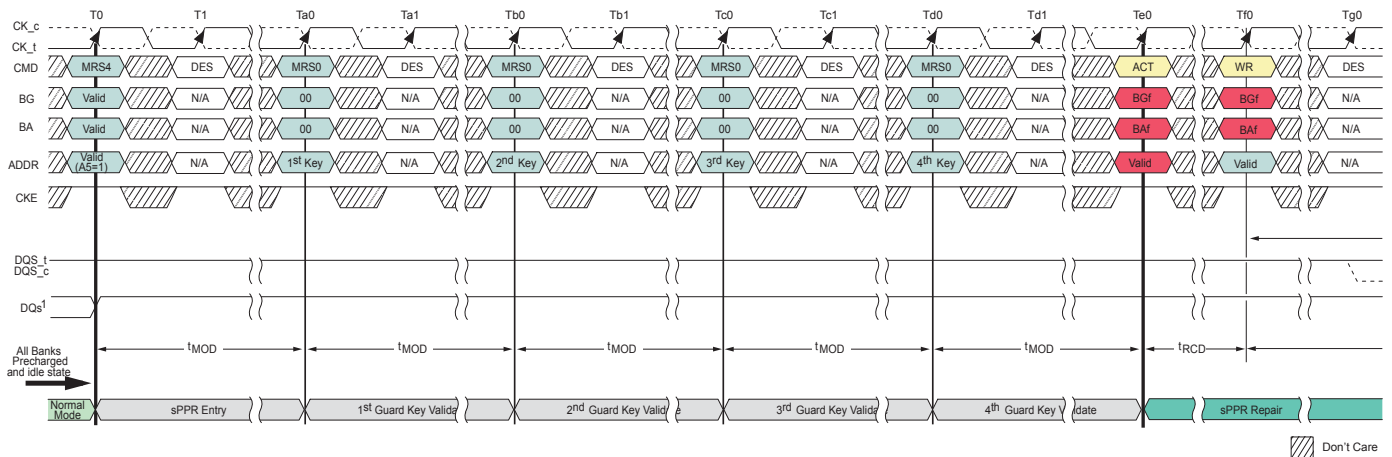 T0 T1 Ta0 Ta1 Tb0 Tb1 Tc0 Tc1 Td0 Td1 Te0 Tf0 Tg0
CK_c
CK_t
CMD MRS4 DES MRS0 DES MRS0 DES MRS0 DES MRS0 DES ACT WR DES
BG Valid N/A 00 N/A 00 N/A 00 N/A 00 N/A BGf BGf N/A
BA Valid N/A 00 N/A 00 N/A 00 N/A 00 N/A BAf BAf N/A
ADDR Valid (A5=1) N/A 1st Key N/A 2nd Key N/A 3rd Key N/A 4th Key N/A Valid Valid N/A
CKE
DQS_t
DQS_c
DQs1
All Banks
Precharged
and idle state
tMOD tMOD tMOD tMOD tMOD tRCD
Normal Mode sPPR Entry 1st Guard Key Valida 2nd Guard Key Valid e 3rd Guard Key Valida 4th Guard Key V idate sPPR Repair
Don't Care